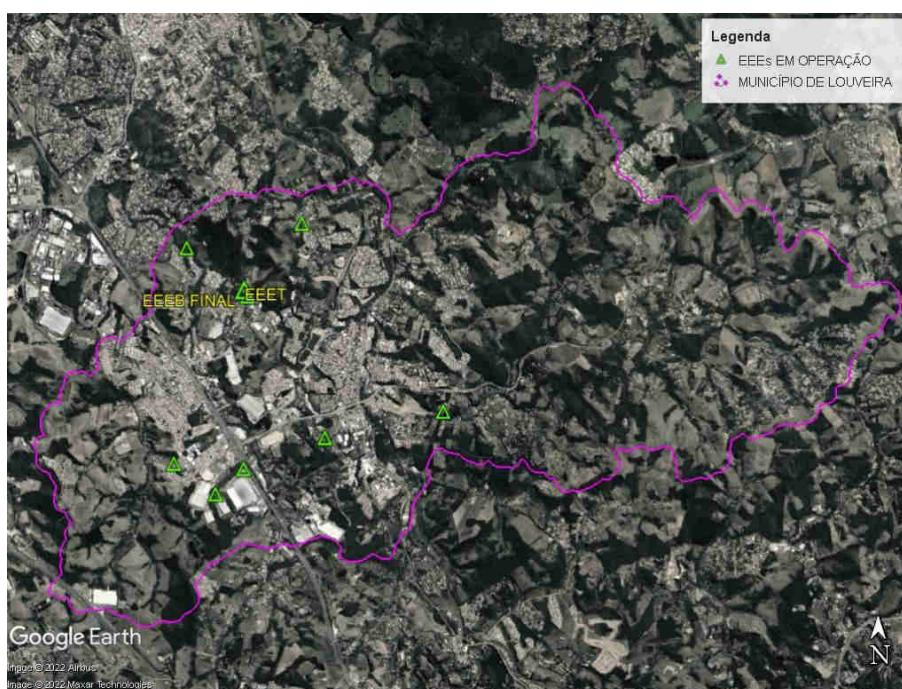 Legenda
EEEs EM OPERAÇÃO
MUNICÍPIO DE LOUVEIRA
EEEB FINAL
EEET
Google Earth
N
Image © 2022 Airbus
Image © 2022 Maxar Technologies